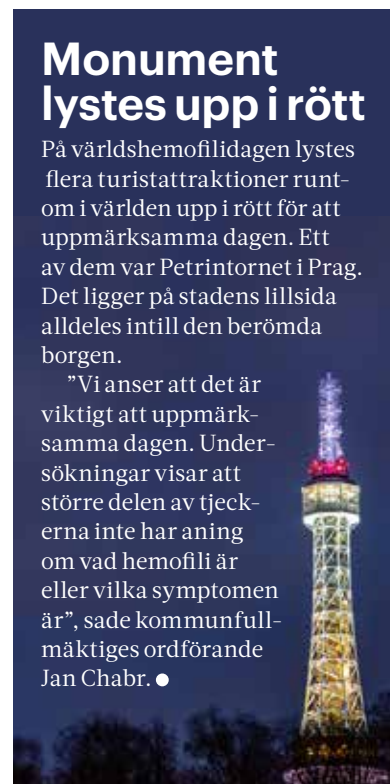 Monument
lystes upp i rött
På världshemofilidagen lystes
flera turistattraktioner runt-
om i världen upp i rött för att
uppmärksamma dagen. Ett
av dem var Petrintornet i Prag.
Det ligger på stadens lillsida
alldeles intill den berömda
borgen.
”Vi anser att det är
viktigt att uppmärk-
samma dagen. Under-
sökningar visar att
större delen av tjeck-
erna inte har aning
om vad hemofili är
eller vilka symptomen
är”, sade kommunfull-
mäktiges ordförande
Jan Chabr. ●